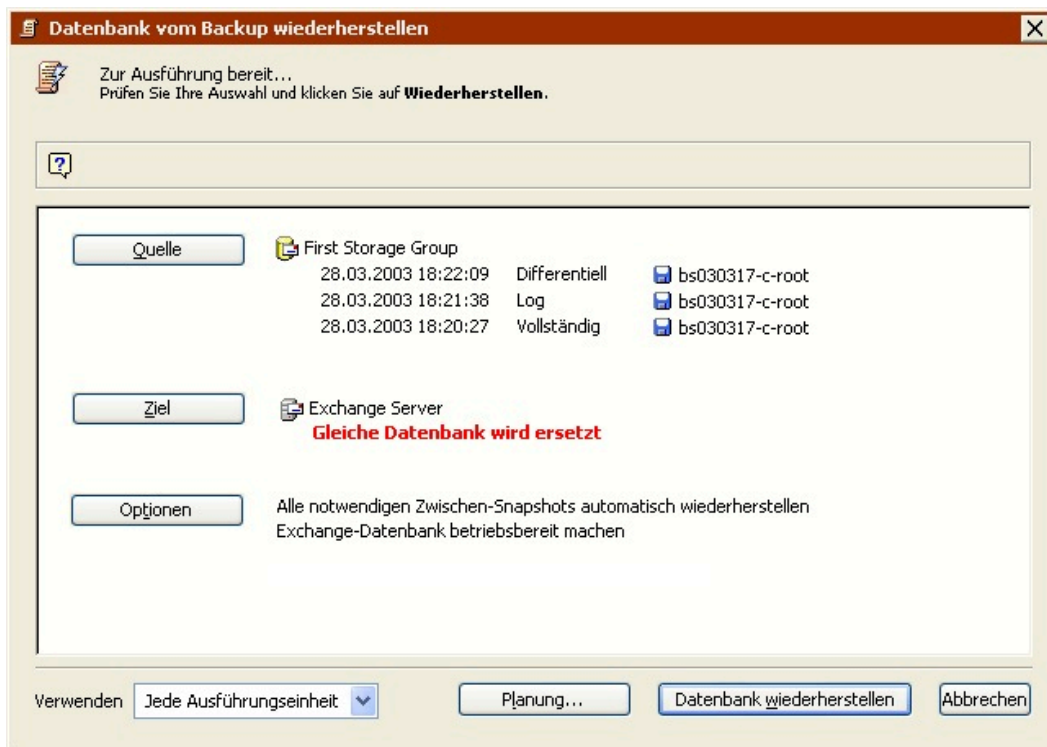 Datenbank vom Backup wiederherstellen
Zur Ausführung bereit...
Prüfen Sie Ihre Auswahl und klicken Sie auf Wiederherstellen.
Quelle First Storage Group
28.03.2003 18:22:09 Differentiell bs030317-c-root
28.03.2003 18:21:38 Log bs030317-c-root
28.03.2003 18:20:27 Vollständig bs030317-c-root
Ziel Exchange Server
Gleiche Datenbank wird ersetzt
Optionen Alle notwendigen Zwischen-Snapshots automatisch wiederherstellen
Exchange-Datenbank betriebsbereit machen
Verwenden Jede Ausführungseinheit Planung... Datenbank wiederherstellen Abbrechen